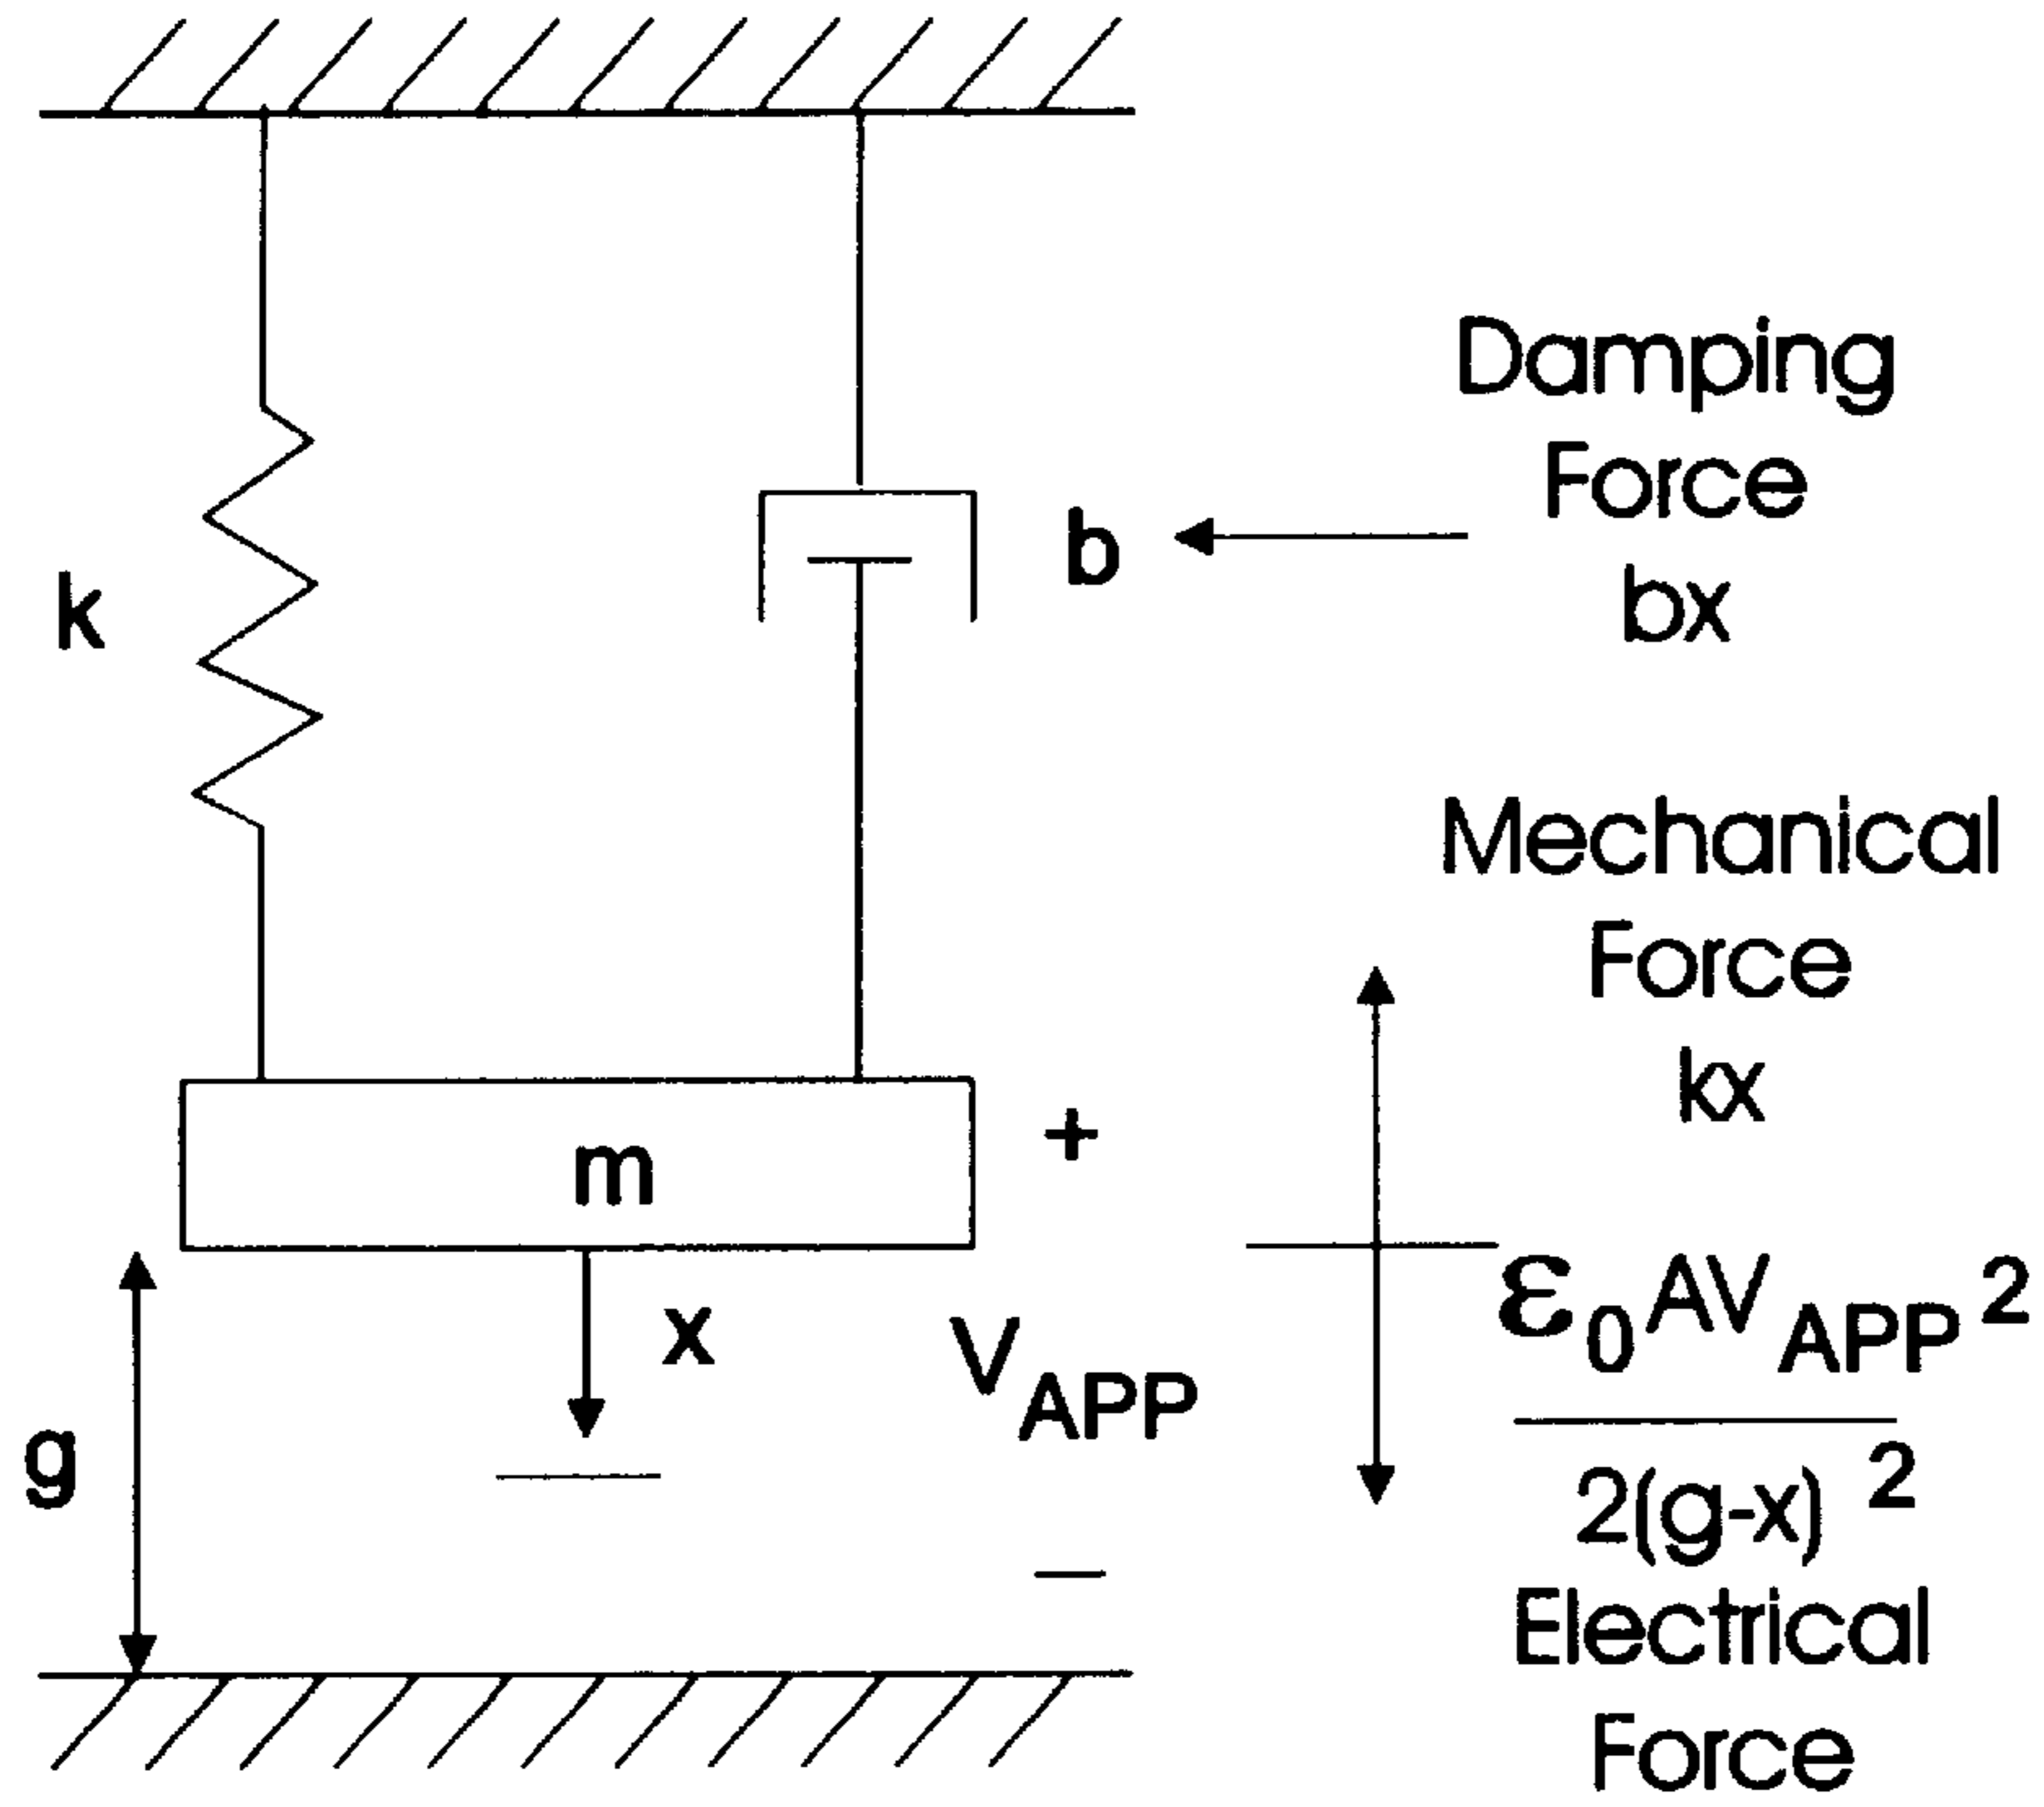 k
b
Damping
Force
bx
Mechanical
Force
kx
m
+
x
g
V_APP
−
ε₀AV_APP²
2(g-x)²
Electrical
Force